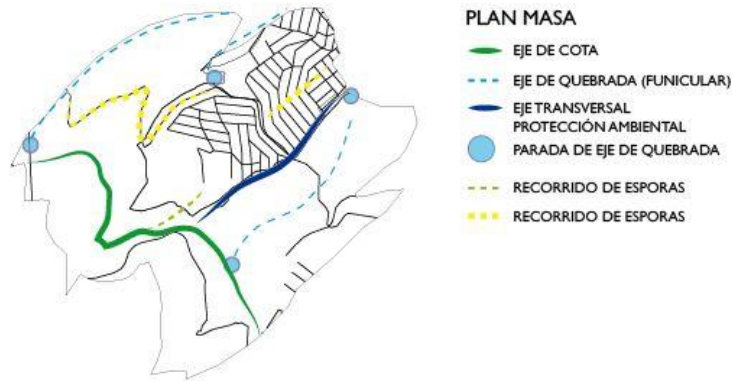 PLAN MASA
EJE DE COTA
EJE DE QUEBRADA (FUNICULAR)
EJE TRANSVERSAL
PROTECCIÓN AMBIENTAL
PARADA DE EJE DE QUEBRADA
RECORRIDO DE ESPORAS
RECORRIDO DE ESPORAS